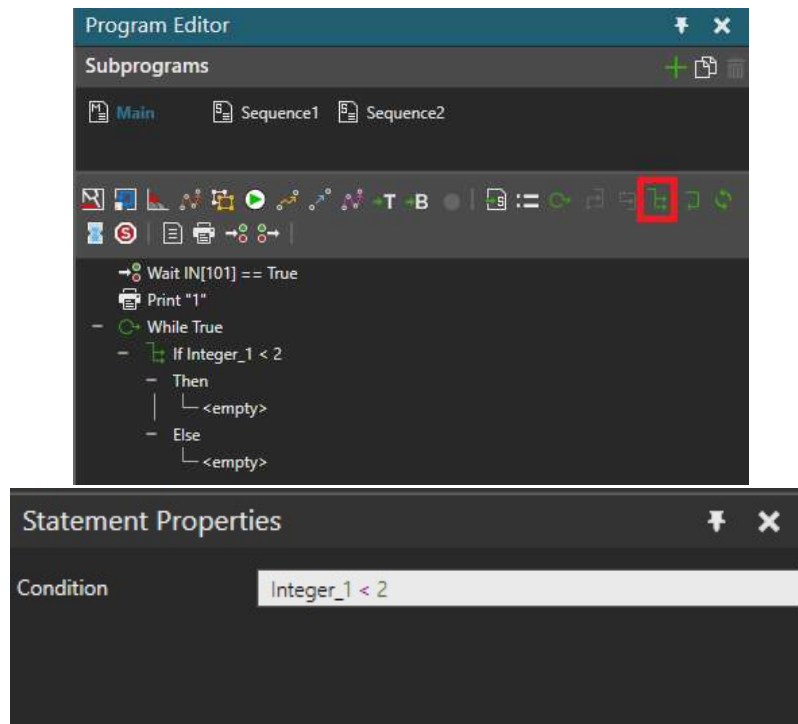 Program Editor
Subprograms
Main Sequence1 Sequence2
T B
Wait IN[101] == True
Print "1"
While True
If Integer_1 < 2
Then
<empty>
Else
<empty>
Statement Properties
Condition Integer_1 < 2